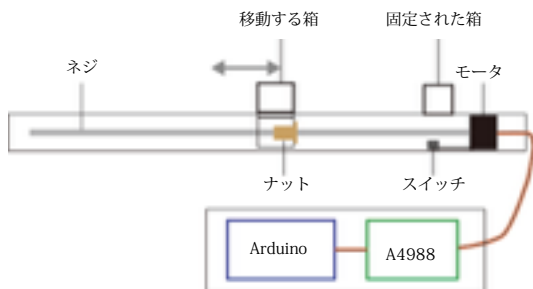 移動する箱
固定された箱
ネジ
モータ
ナット
スイッチ
Arduino
A4988